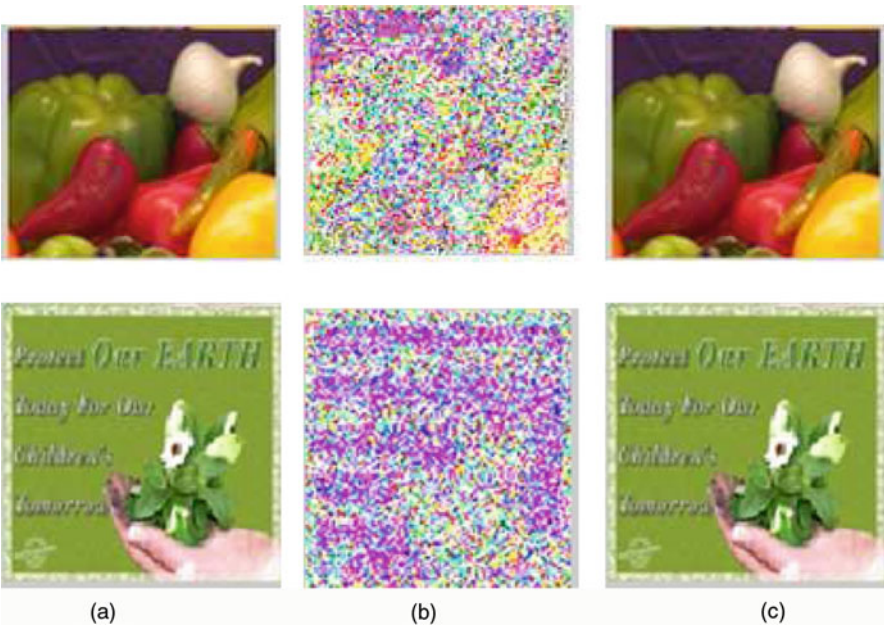 Protect OUR EARTH
Protect OUR EARTH
Today For Our
Today For Our
Children's
Children's
Tomorrow
Tomorrow
(a) (b) (c)